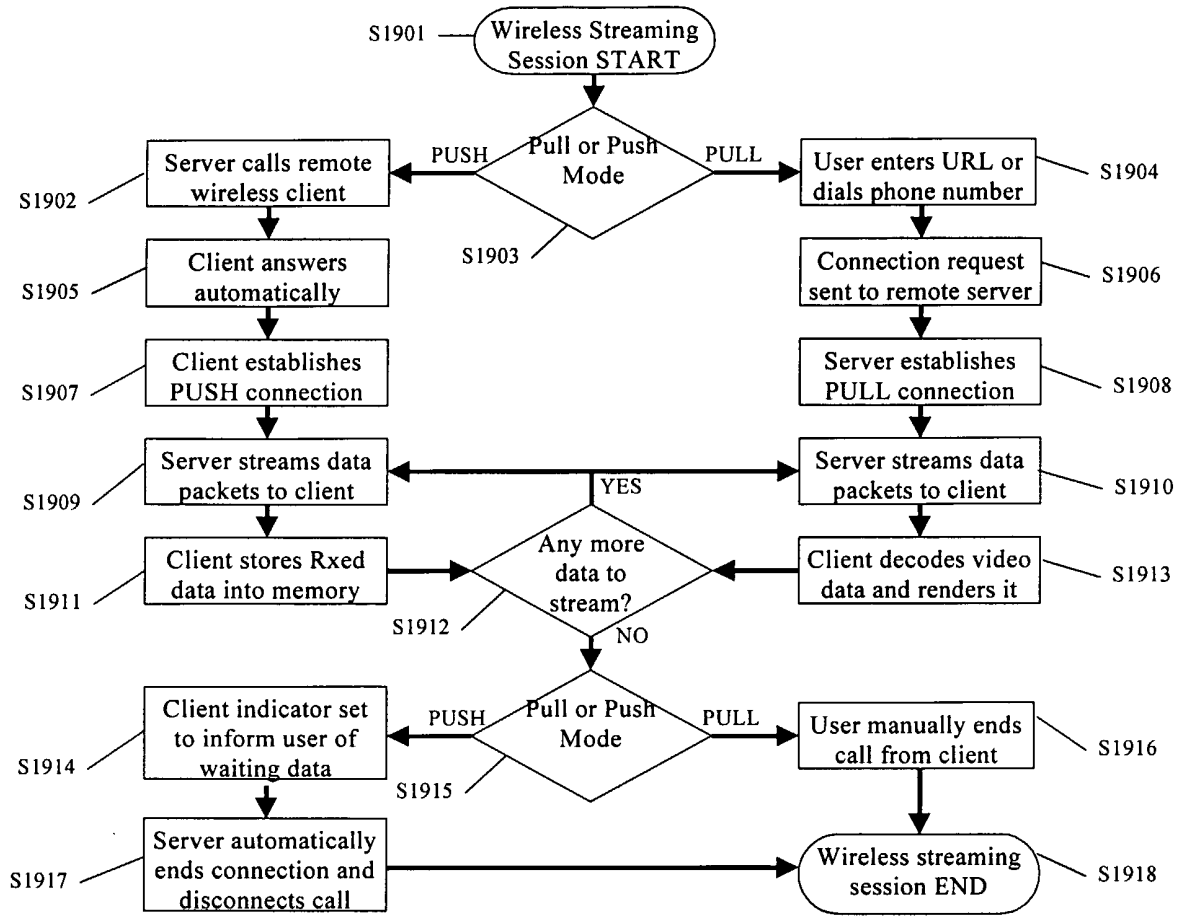 S1901
Wireless Streaming
Session START
Pull or Push
Mode
PUSH
PULL
S1903
Server calls remote
wireless client
S1902
User enters URL or
dials phone number
S1904
Client answers
automatically
S1905
Connection request
sent to remote server
S1906
Client establishes
PUSH connection
S1907
Server establishes
PULL connection
S1908
Server streams data
packets to client
S1909
YES
Server streams data
packets to client
S1910
Client stores Rxed
data into memory
S1911
Any more
data to
stream?
S1912
NO
Client decodes video
data and renders it
S1913
Client indicator set
to inform user of
waiting data
S1914
PUSH
Pull or Push
Mode
PULL
S1915
User manually ends
call from client
S1916
Server automatically
ends connection and
disconnects call
S1917
Wireless streaming
session END
S1918